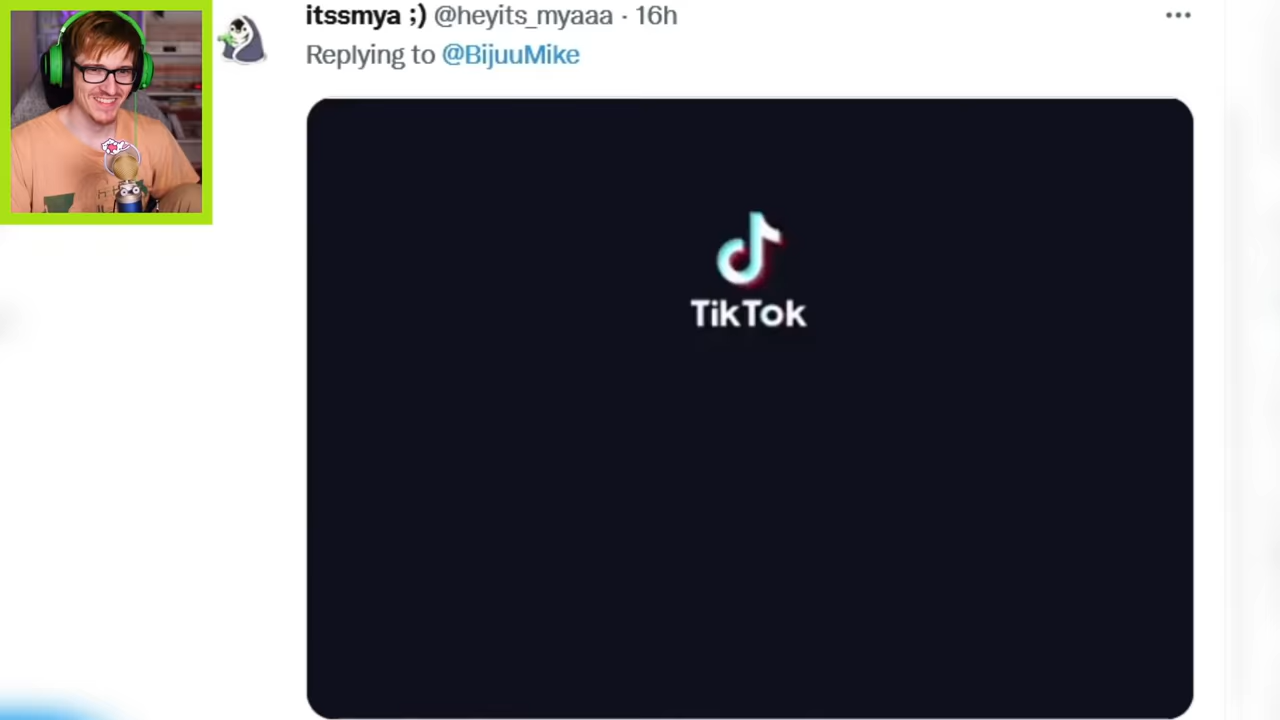 itssmya ;) @heyits_myaaa · 16h
Replying to @BijuuMike
TikTok